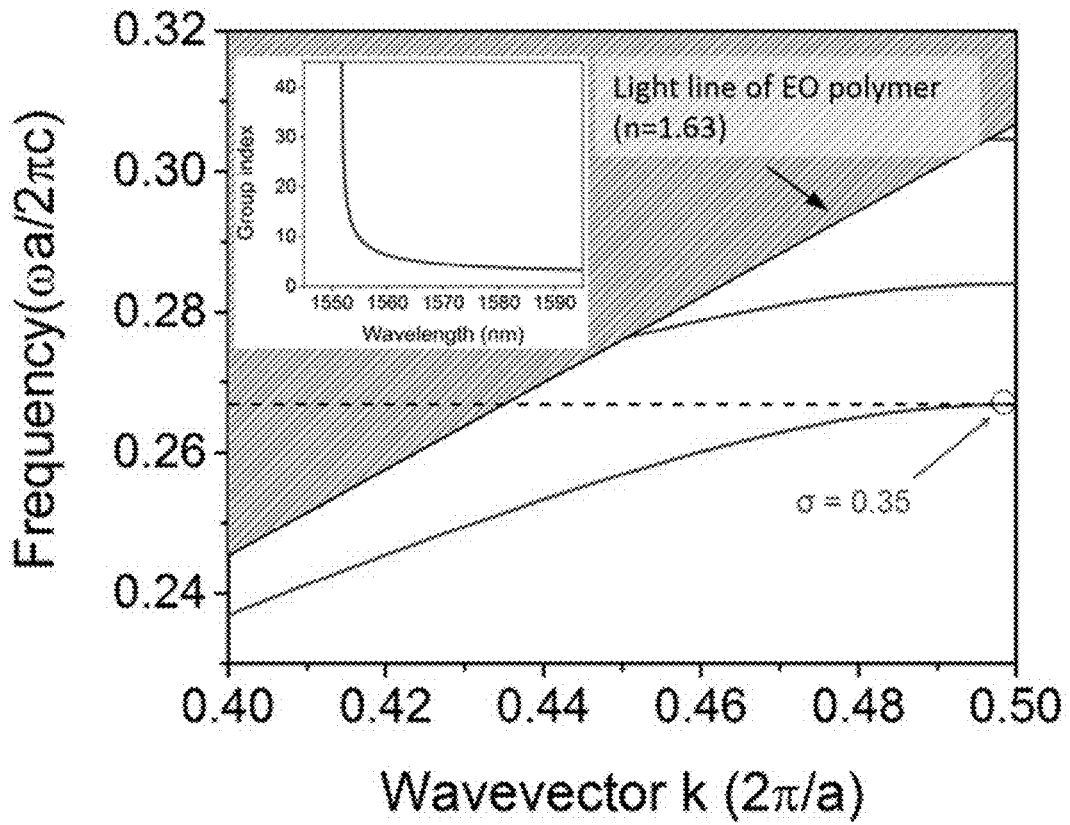 0.32
0.30
0.28
0.26
0.24
Frequency(ωa/2πc)
40
30
20
10
0
Group index
1550 1560 1570 1580 1590
Wavelength (nm)
Light line of EO polymer
(n=1.63)
σ = 0.35
0.40 0.42 0.44 0.46 0.48 0.50
Wavevector k (2π/a)